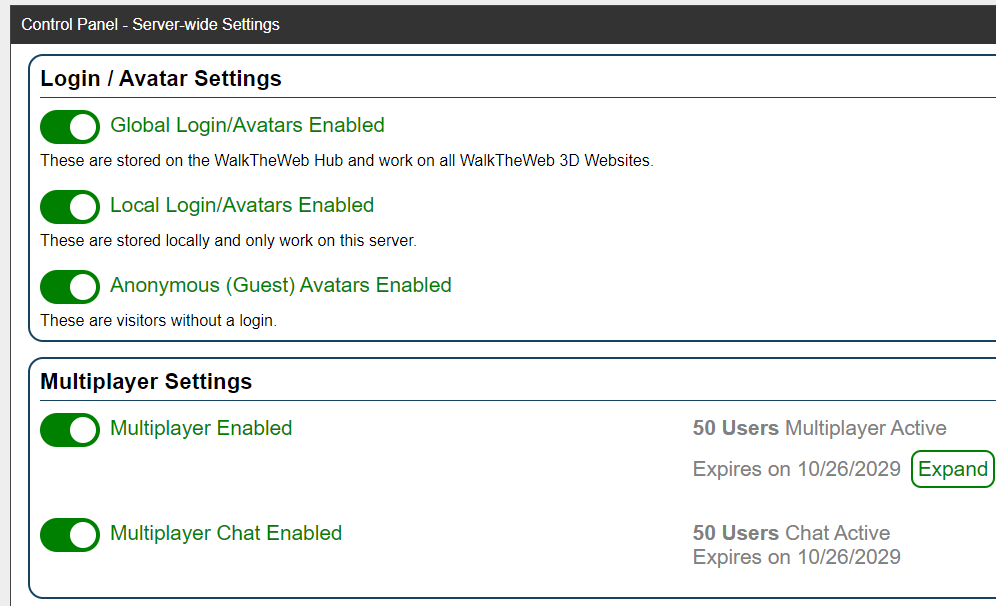 Control Panel - Server-wide Settings
Login / Avatar Settings
Global Login/Avatars Enabled
These are stored on the WalkTheWeb Hub and work on all WalkTheWeb 3D Websites.
Local Login/Avatars Enabled
These are stored locally and only work on this server.
Anonymous (Guest) Avatars Enabled
These are visitors without a login.
Multiplayer Settings
Multiplayer Enabled
50 Users Multiplayer Active
Expires on 10/26/2029 Expand
Multiplayer Chat Enabled
50 Users Chat Active
Expires on 10/26/2029